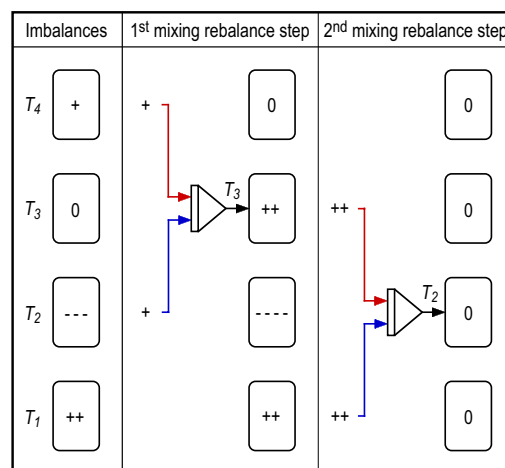 Imbalances 1st mixing rebalance step 2nd mixing rebalance step
T4 + + 0 0
T3 0 T3 ++ ++ 0
T2 --- + ---- T2 0
T1 ++ ++ ++ 0